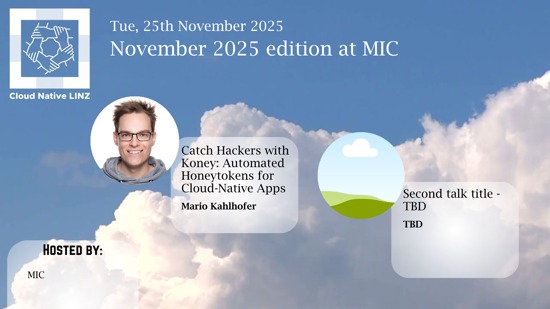 Tue, 25th November 2025
November 2025 edition at MIC
Cloud Native LINZ
Catch Hackers with
Koney: Automated
Honeytokens for
Cloud-Native Apps
Mario Kahlhofer
Second talk title -
TBD
TBD
HOSTED BY:
MIC